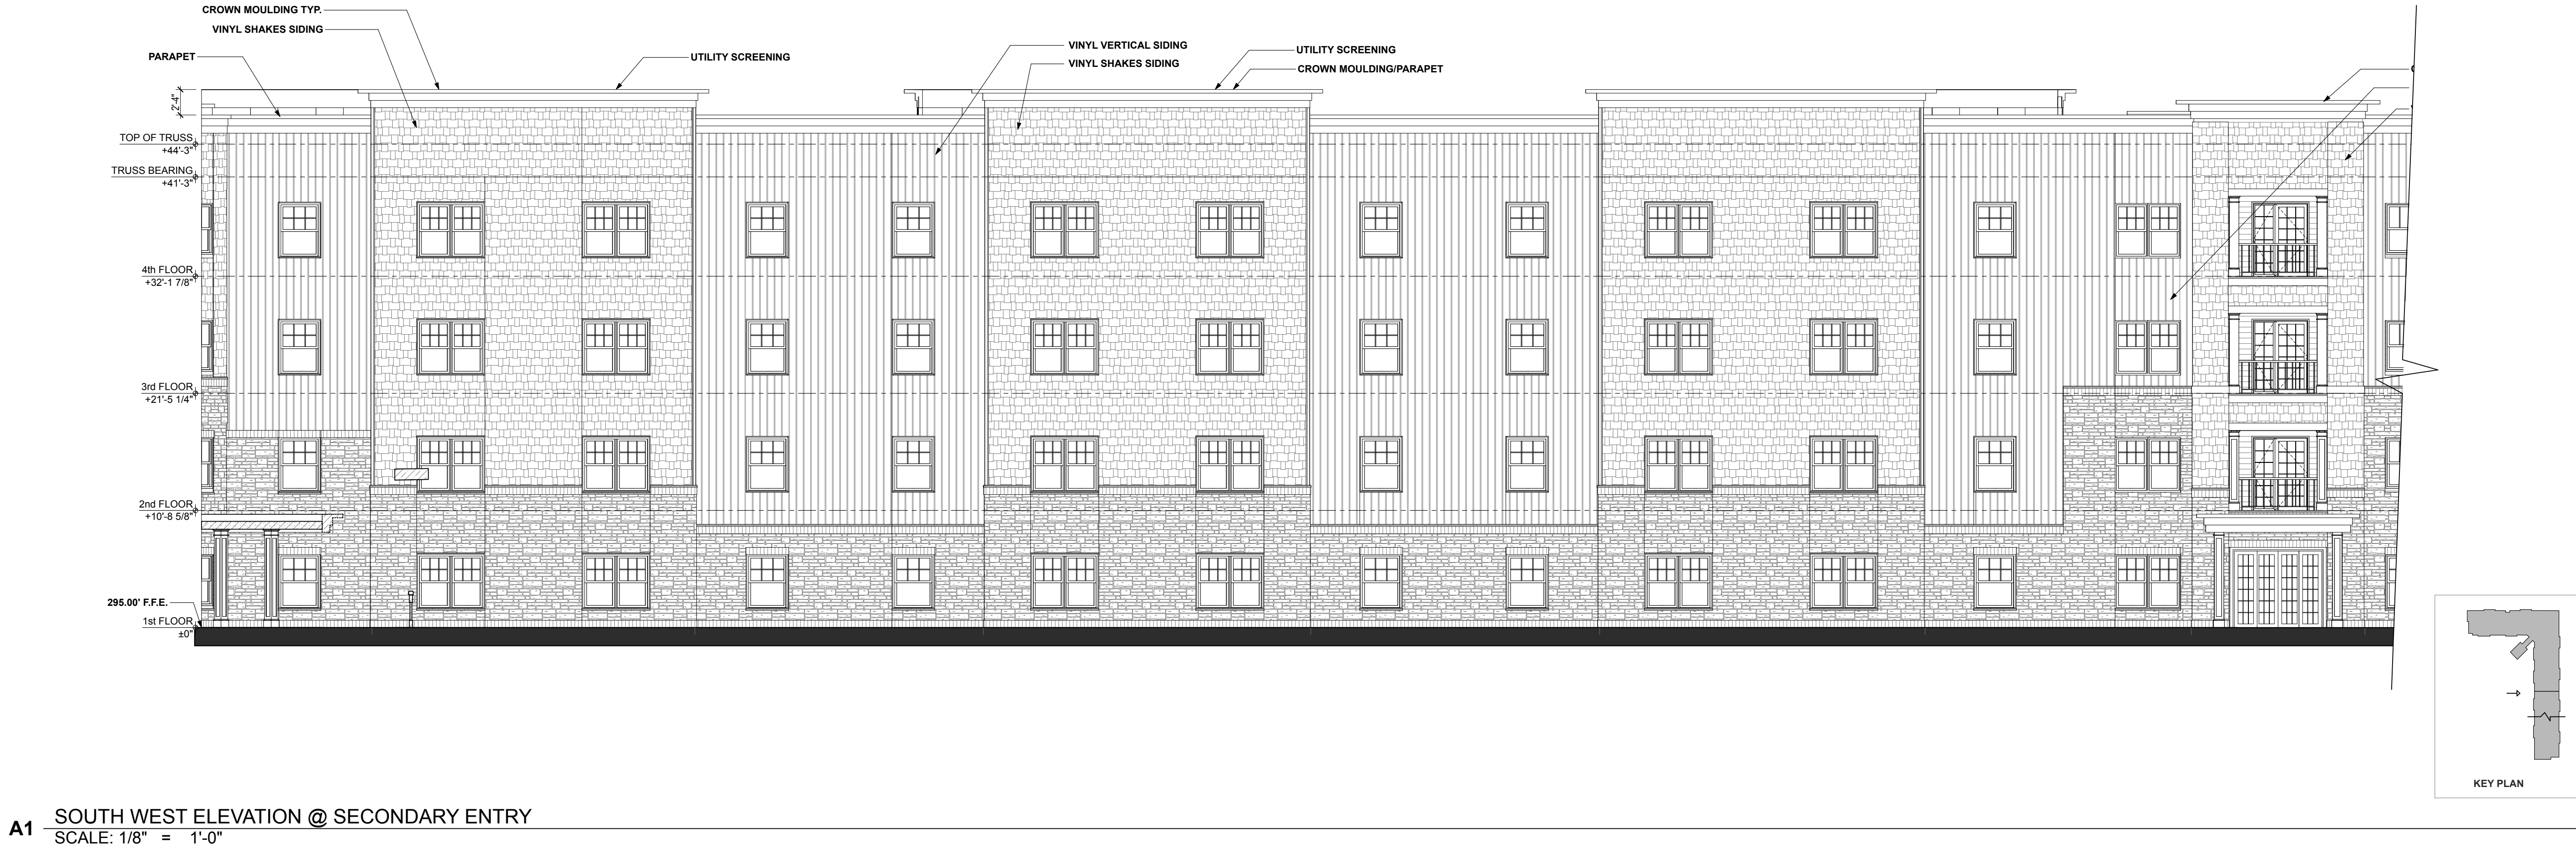 CROWN MOULDING TYP.
VINYL SHAKES SIDING
PARAPET
UTILITY SCREENING
VINYL VERTICAL SIDING
VINYL SHAKES SIDING
UTILITY SCREENING
CROWN MOULDING/PARAPET
2'-4"
TOP OF TRUSS
+44'-3"
TRUSS BEARING
+41'-3"
4th FLOOR
+32'-1 7/8"
3rd FLOOR
+21'-5 1/4"
2nd FLOOR
+10'-8 5/8"
295.00' F.F.E.
1st FLOOR
±0"
KEY PLAN
A1
SOUTH WEST ELEVATION @ SECONDARY ENTRY
SCALE: 1/8" = 1'-0"